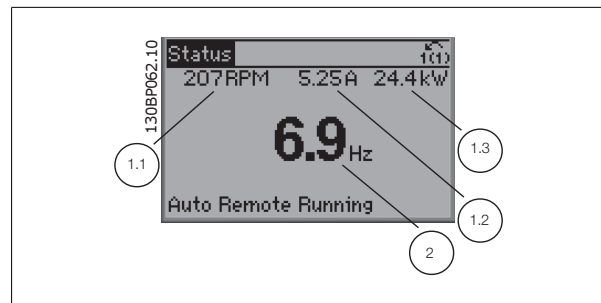 130BP062.10
Status
1(1)
207RPM 5.25A 24.4kW
6.9Hz
1.1
1.3
Auto Remote Running
1.2
2